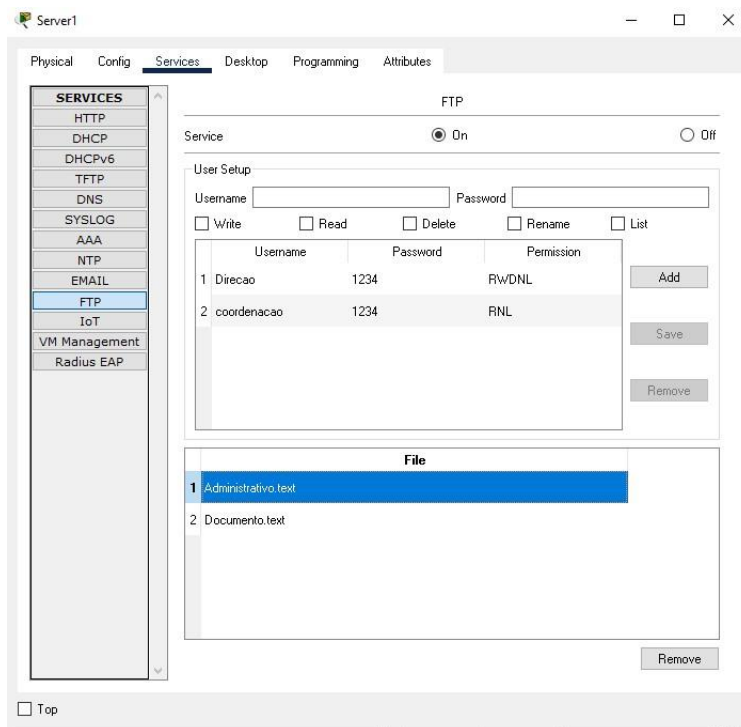 Server1
Physical Config Services Desktop Programming Attributes
SERVICES
HTTP
DHCP
DHCPv6
TFTP
DNS
SYSLOG
AAA
NTP
EMAIL
FTP
IoT
VM Management
Radius EAP
FTP
Service On Off
User Setup
Username Password
Write Read Delete Rename List
Username Password Permission
1 Direcao 1234 RWDNL
2 coordenacao 1234 RNL
Add
Save
Remove
File
1 Administrativo.text
2 Documento.text
Remove
Top